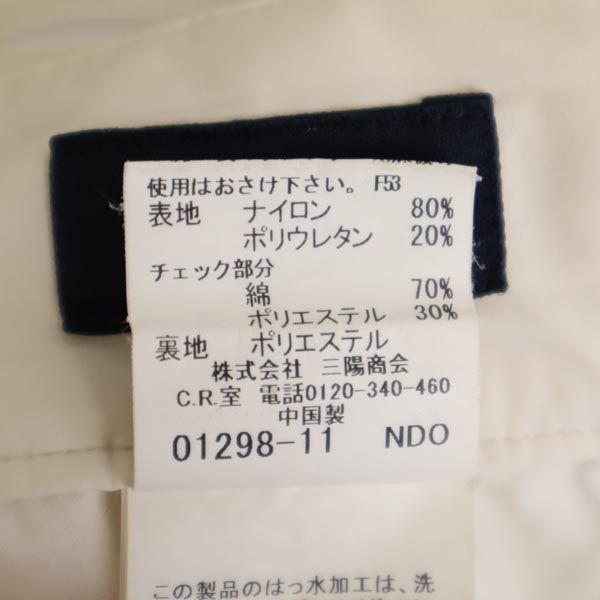 使用はおさけ下さい。 F53
表地 ナイロン 80%
ポリウレタン 20%
チェック部分
綿 70%
ポリエステル 30%
裏地 ポリエステル
株式会社 三陽商会
C.R.室 電話0120-340-460
中国製
01298-11 NDO
この製品のはっ水加工は、洗